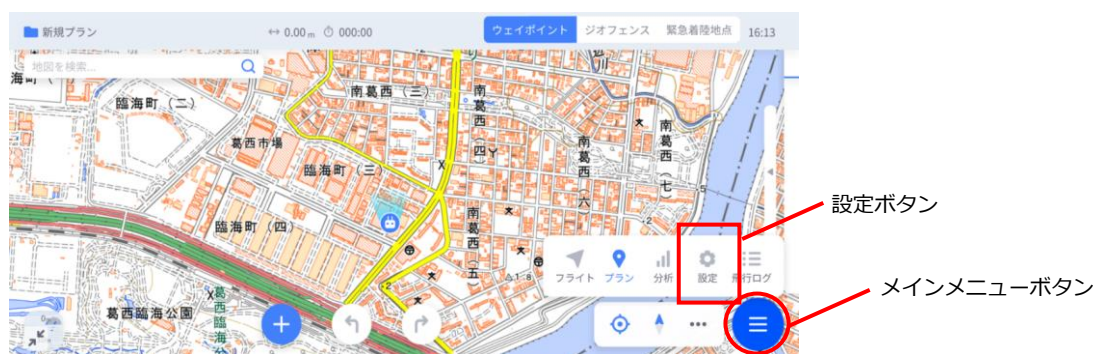 新規プラン
↔ 0.00 m 000:00
ウェイポイント ジオフェンス 緊急着陸地点 16:13
地図を検索...
臨海町（二）
南葛西（三）
南葛西（四）
葛西市場
臨海町（三）
南葛西（六）
南葛西（七）
設定ボタン
臨海町（四）
南葛西（五）
フライト プラン 分析 設定 飛行ログ
メインメニューボタン
葛西臨海公園